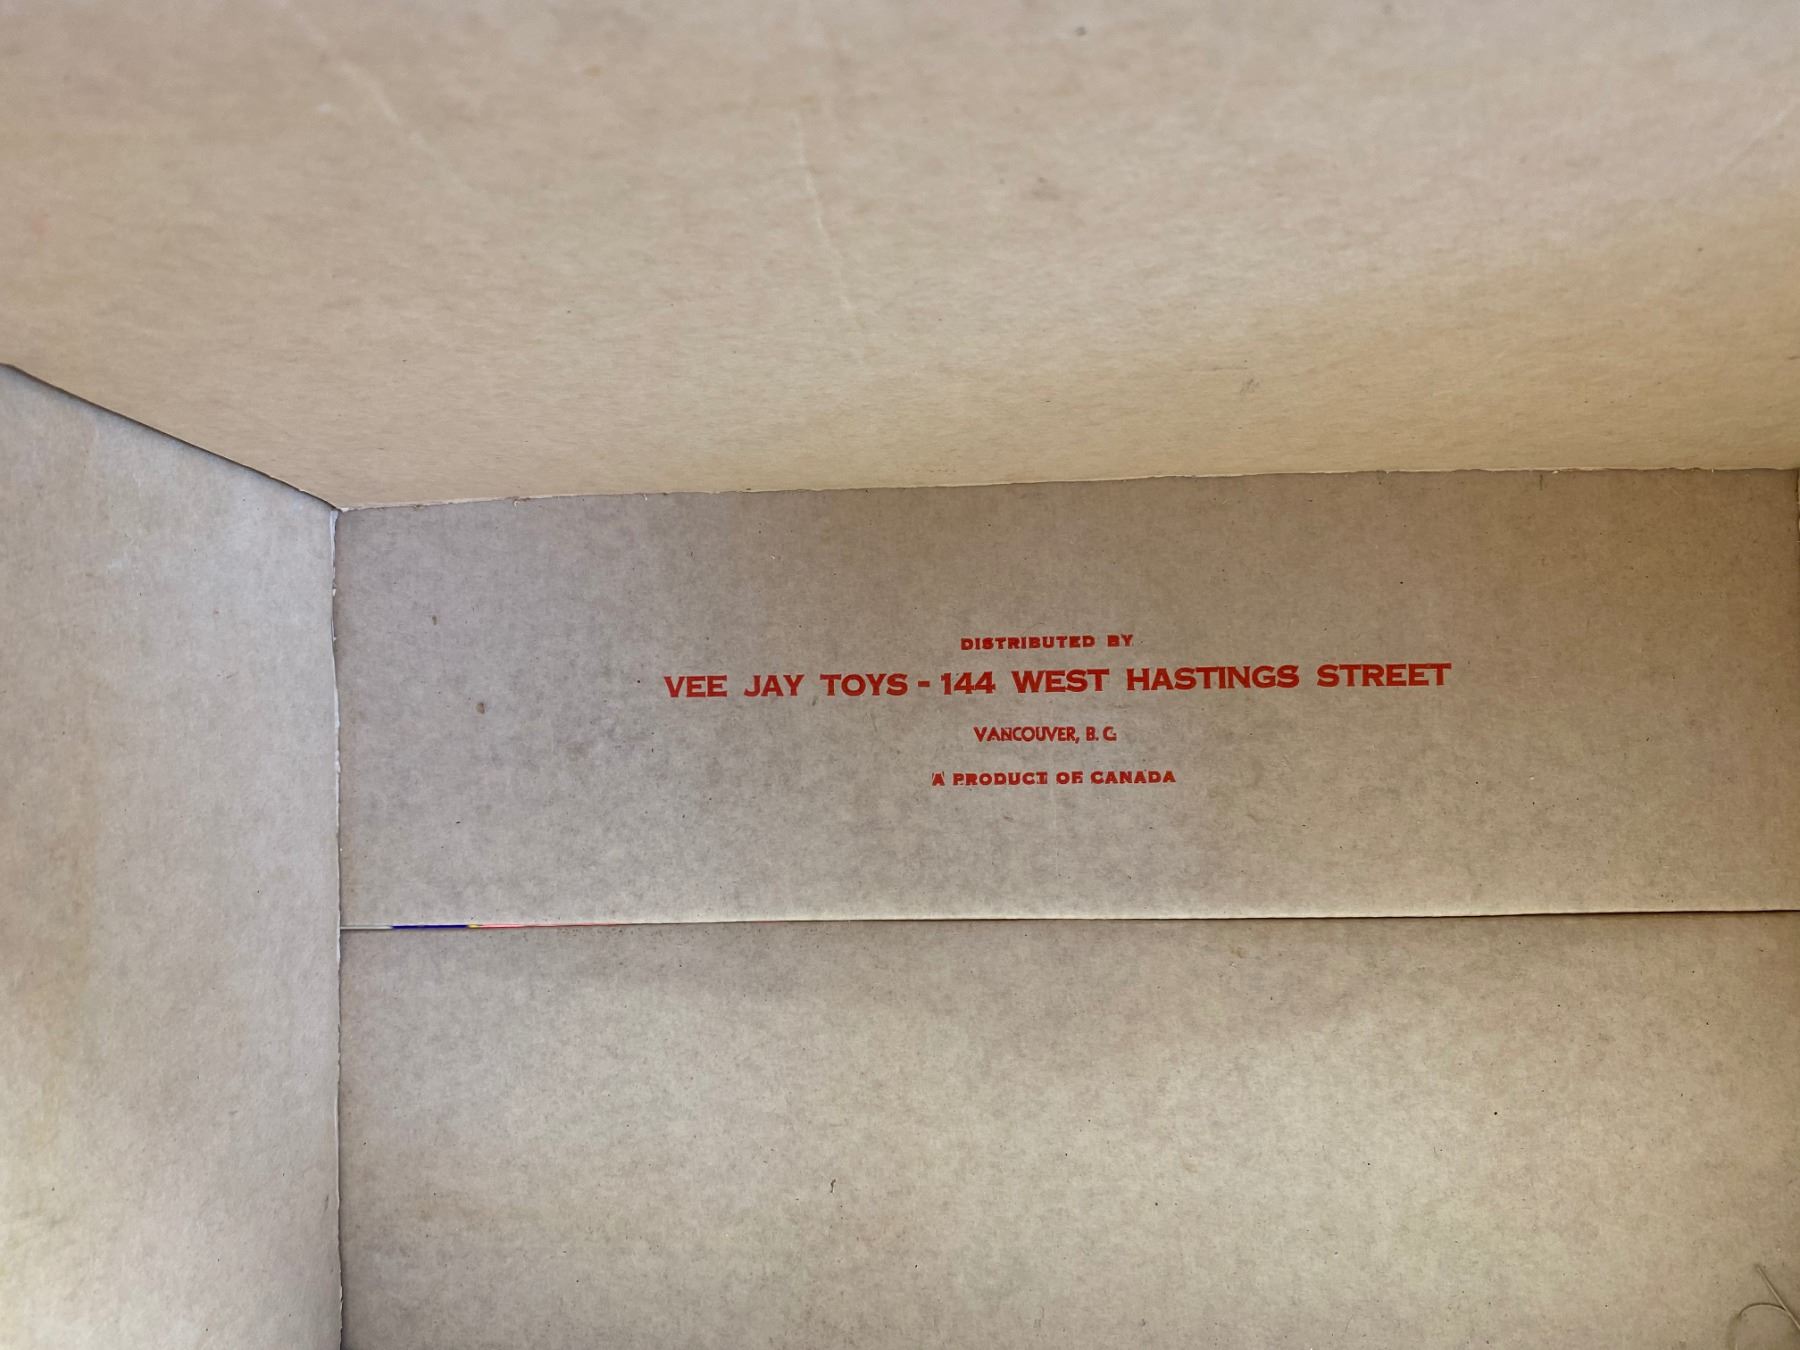 DISTRIBUTED BY
VEE JAY TOYS - 144 WEST HASTINGS STREET
VANCOUVER, B. C.
A PRODUCT OF CANADA